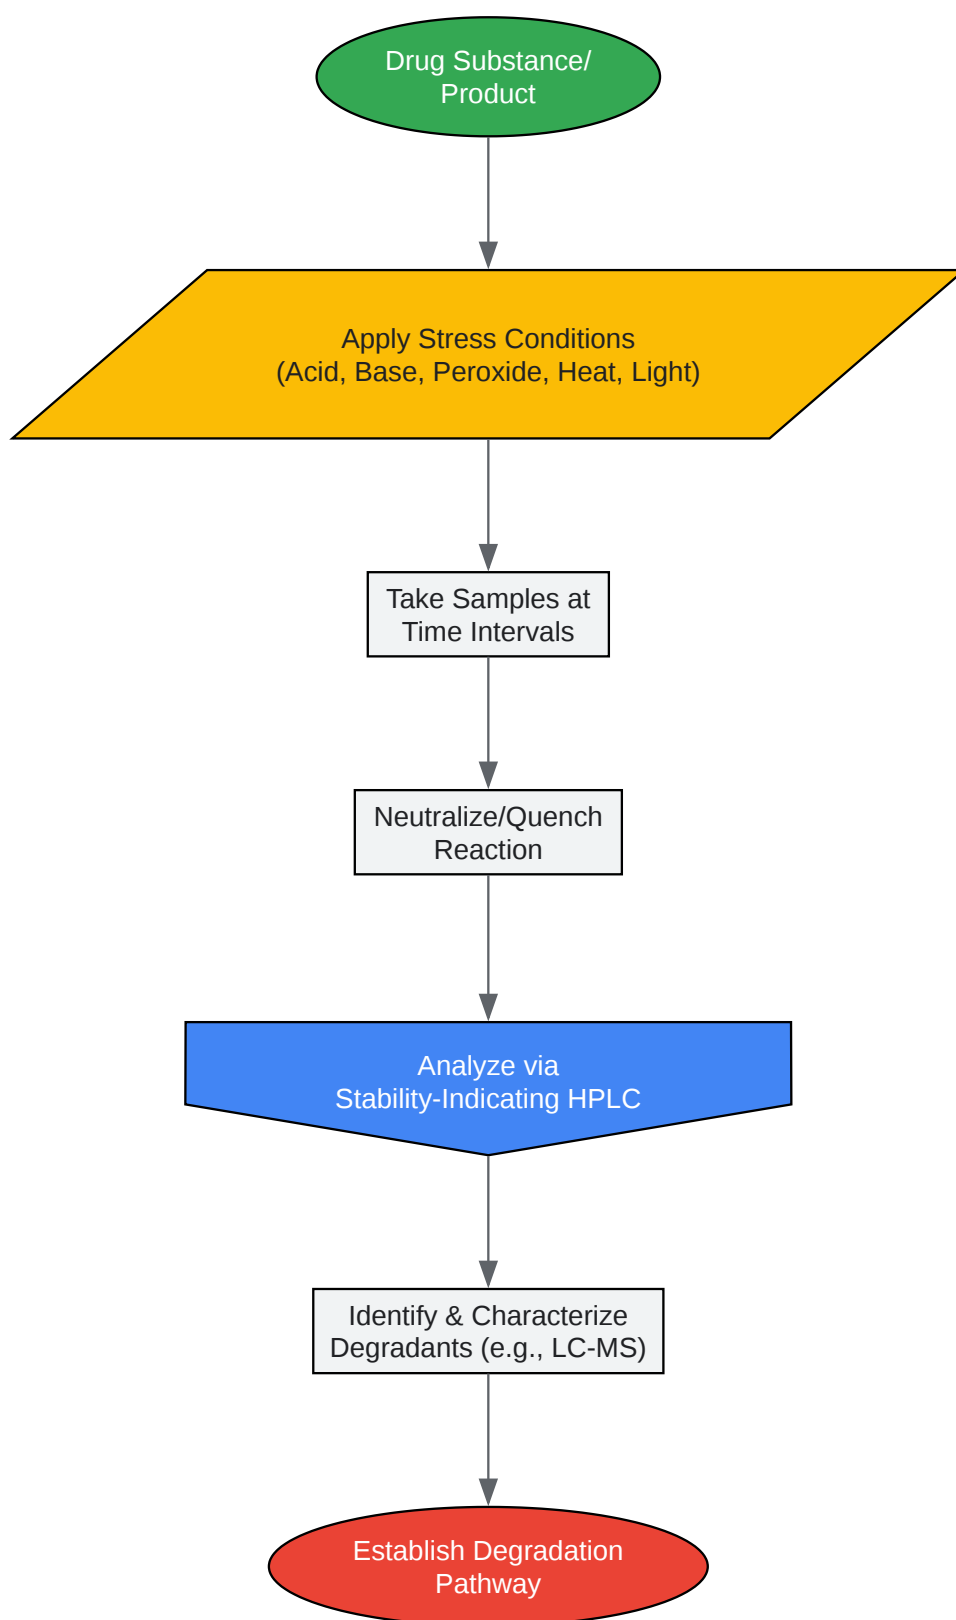 Drug Substance/
Product
Apply Stress Conditions
(Acid, Base, Peroxide, Heat, Light)
Take Samples at
Time Intervals
Neutralize/Quench
Reaction
Analyze via
Stability-Indicating HPLC
Identify & Characterize
Degradants (e.g., LC-MS)
Establish Degradation
Pathway